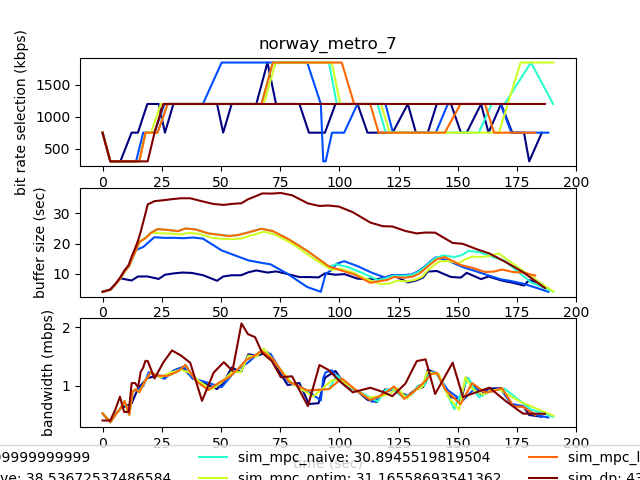 norway_metro_7
bit rate selection (kbps)
1500
1000
500
0 25 50 75 100 125 150 175 200
buffer size (sec)
30
20
10
0 25 50 75 100 125 150 175 200
bandwidth (mbps)
2
1
0 25 50 75 100 125 150 175 200
time (sec)
99999999999 sim_mpc_naive: 30.8945519819504 sim_mpc_l
ve: 38.53672537486584 sim_mpc_optim: 31.16558693541362 sim_dp: 43